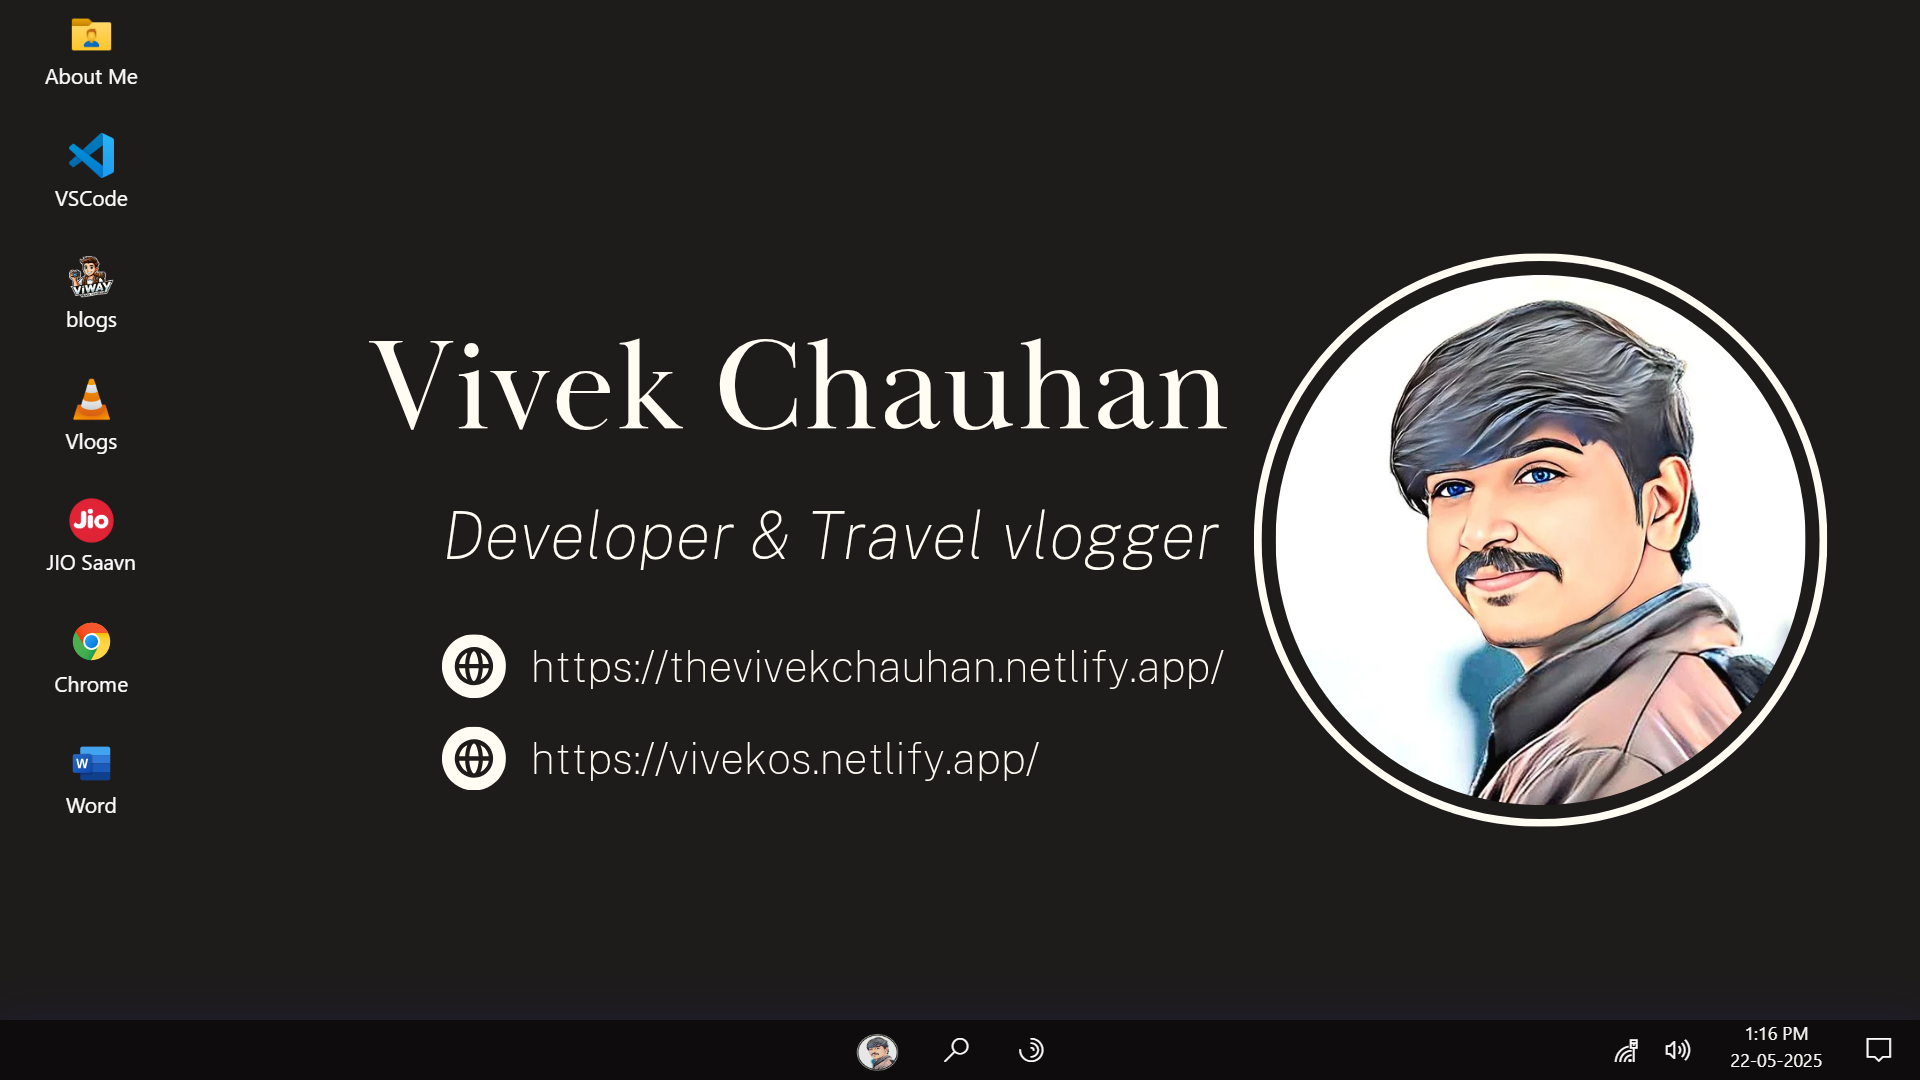 About Me
VSCode
VIWAY
blogs
Vlogs
Jio
JIO Saavn
Chrome
W
Word
Vivek Chauhan
Developer & Travel vlogger
https://thevivekchauhan.netlify.app/
https://vivekos.netlify.app/
1:16 PM
22-05-2025